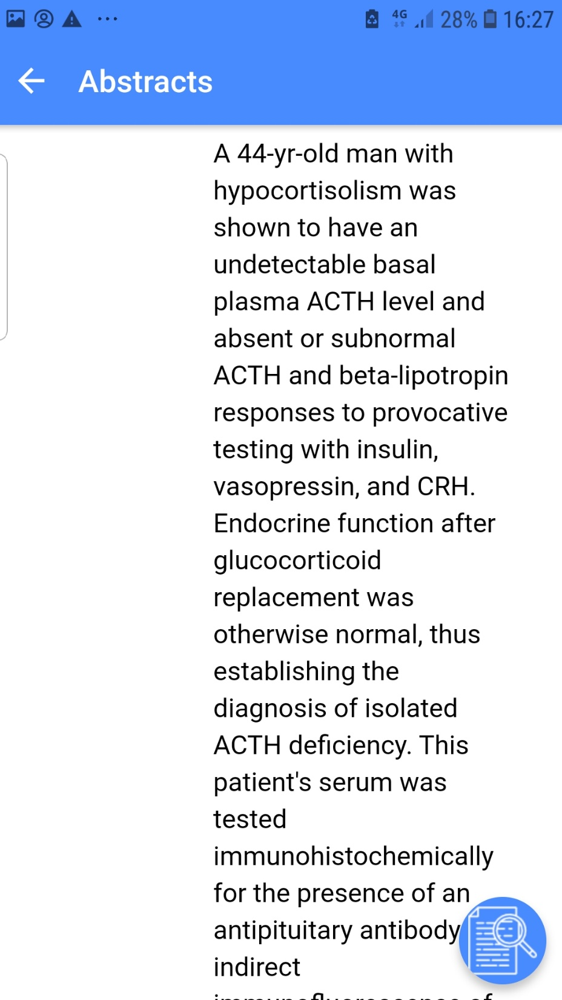 4G 28% 16:27
Abstracts
A 44-yr-old man with
hypocortisolism was
shown to have an
undetectable basal
plasma ACTH level and
absent or subnormal
ACTH and beta-lipotropin
responses to provocative
testing with insulin,
vasopressin, and CRH.
Endocrine function after
glucocorticoid
replacement was
otherwise normal, thus
establishing the
diagnosis of isolated
ACTH deficiency. This
patient's serum was
tested
immunohistochemically
for the presence of an
antipituitary antibody
indirect